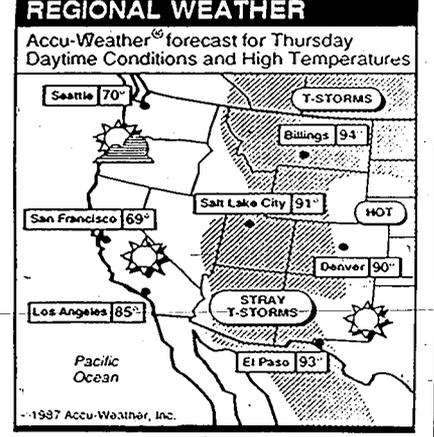 REGIONAL WEATHER
Accu-Weather® forecast for Thursday
Daytime Conditions and High Temperatures
Seattle 70°
T-STORMS
Billings 94°
Salt Lake City 91°
San Francisco 69°
HOT
Denver 90°
Los Angeles 85°
STRAY
T-STORMS
El Paso 93°
Pacific
Ocean
1987 Accu-Weather, Inc.